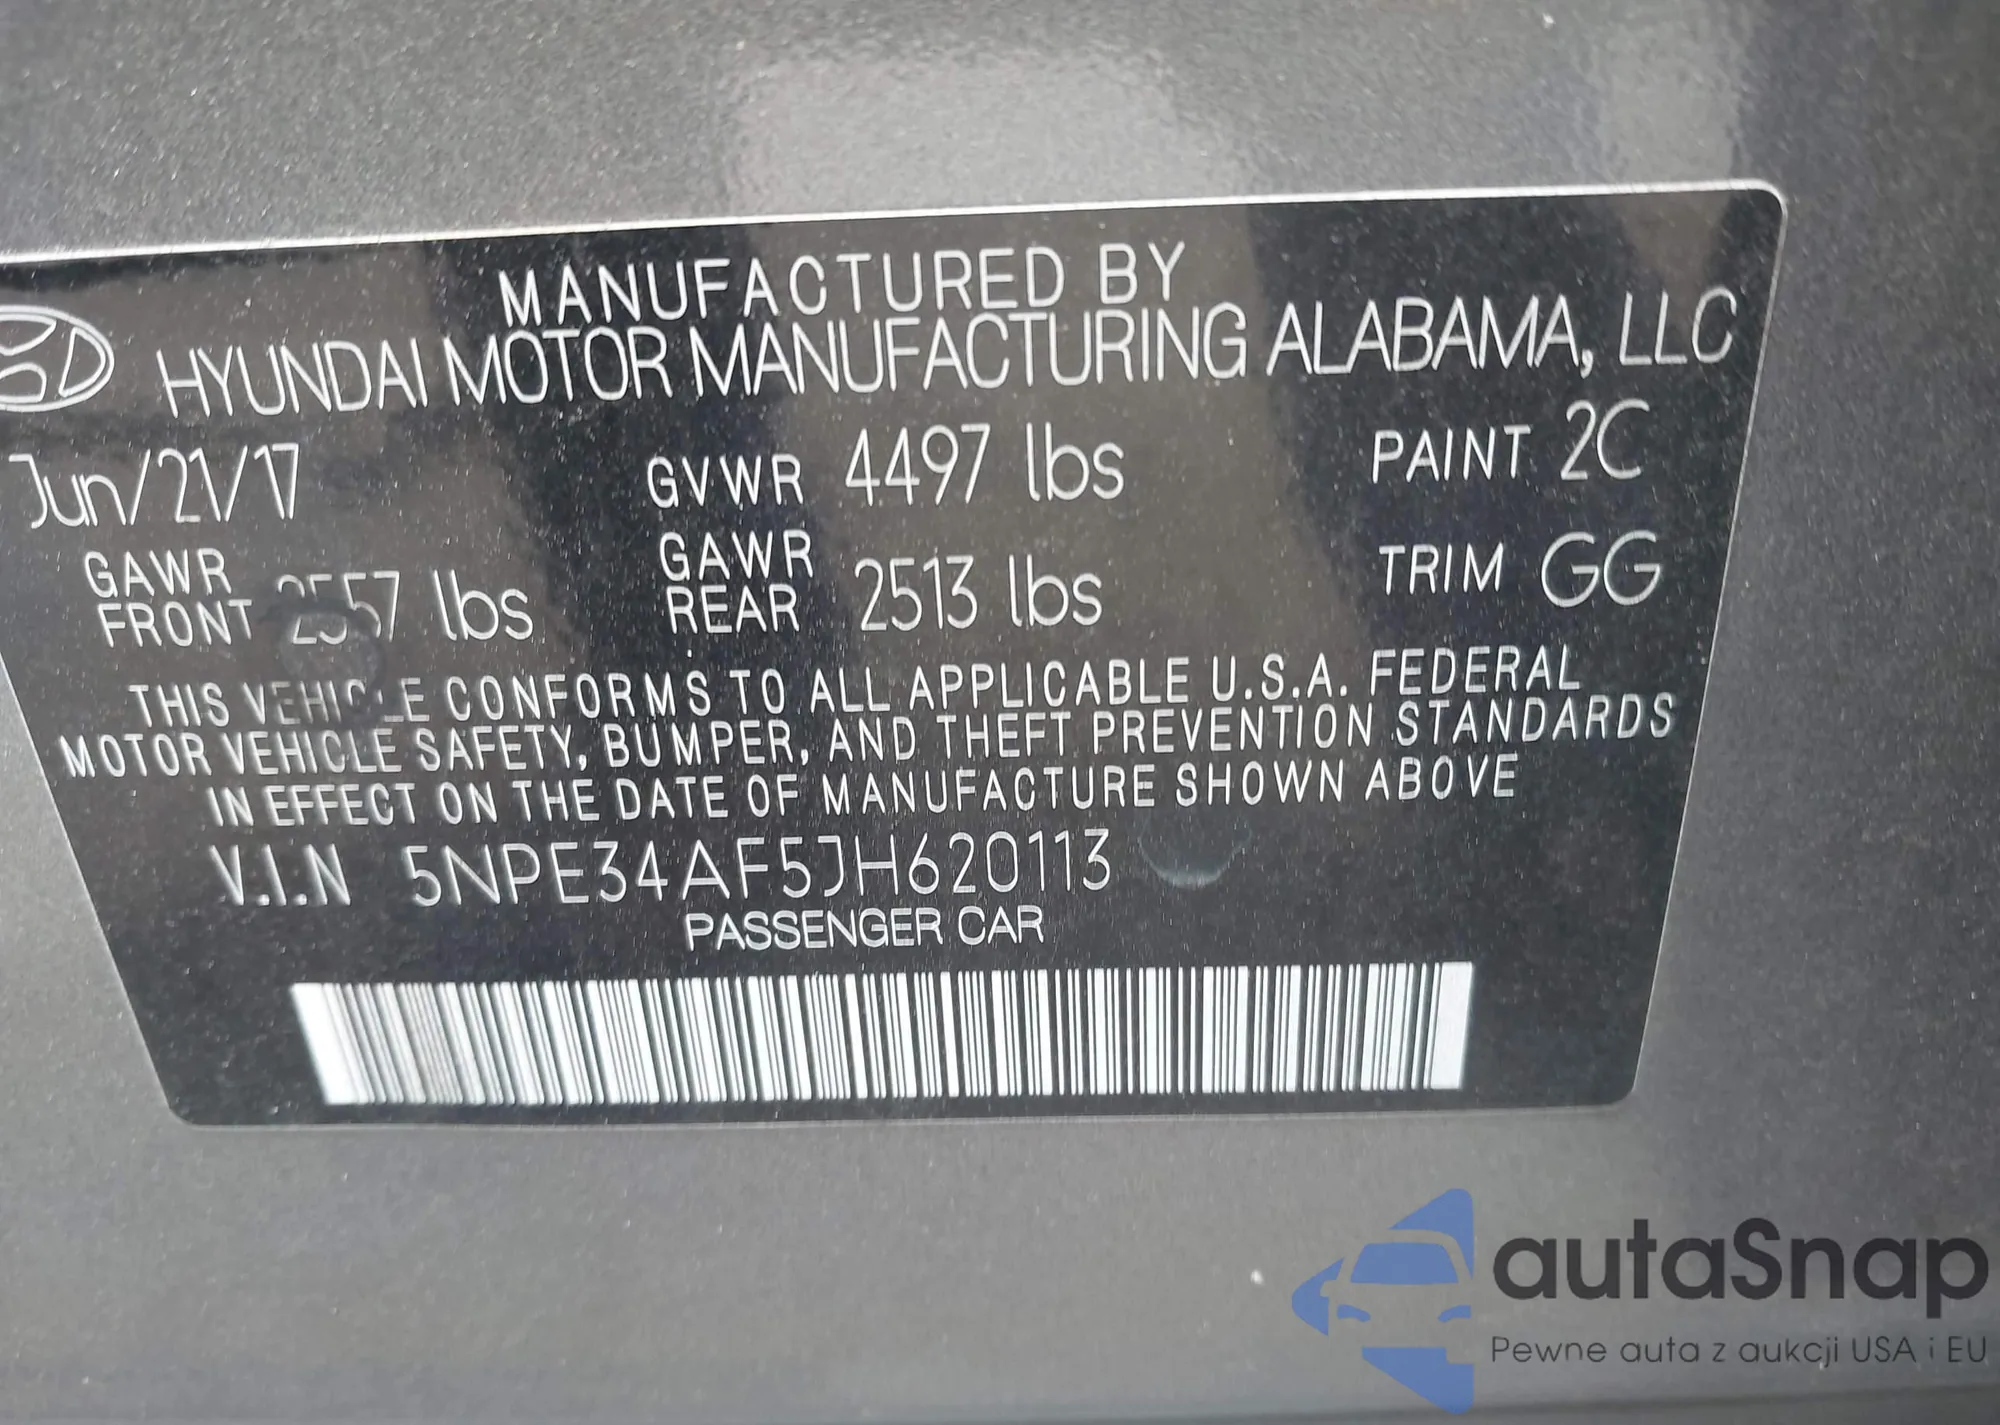 MANUFACTURED BY
HYUNDAI MOTOR MANUFACTURING ALABAMA, LLC
Jun/21/17 GVWR 4497 lbs PAINT 2C
GAWR FRONT 2557 lbs GAWR REAR 2513 lbs TRIM GG
THIS VEHICLE CONFORMS TO ALL APPLICABLE U.S.A. FEDERAL
MOTOR VEHICLE SAFETY, BUMPER, AND THEFT PREVENTION STANDARDS
IN EFFECT ON THE DATE OF MANUFACTURE SHOWN ABOVE
V.I.N 5NPE34AF5JH620113
PASSENGER CAR
autaSnap
Pewne auta z aukcji USA i EU